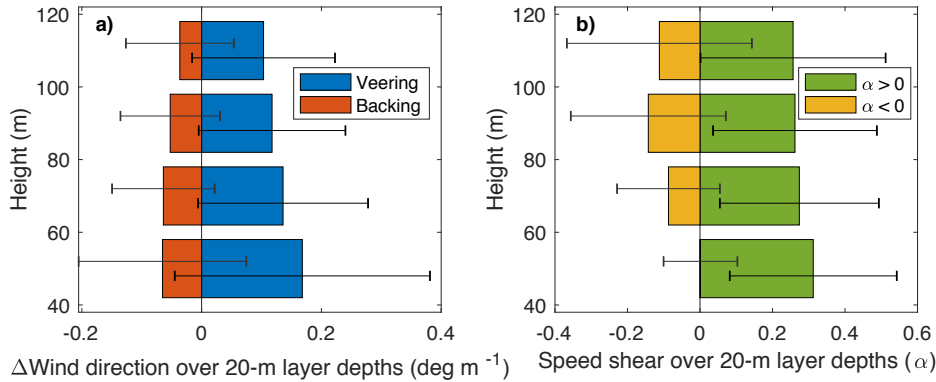 a)
Veering
Backing
120
100
80
60
40
Height (m)
-0.2
0
0.2
0.4
ΔWind direction over 20-m layer depths (deg m⁻¹)
b)
α > 0
α < 0
120
100
80
60
40
Height (m)
-0.4
-0.2
0
0.2
0.4
0.6
Speed shear over 20-m layer depths (α)